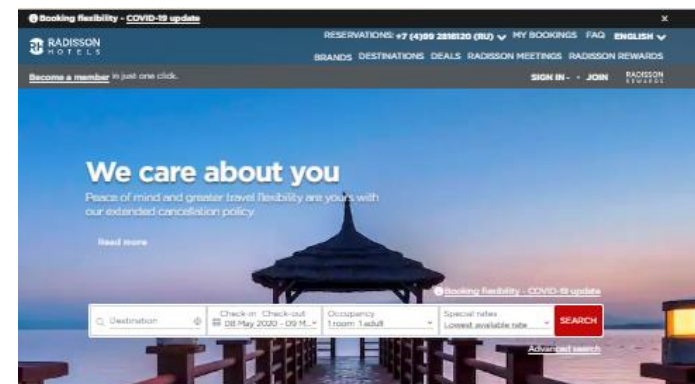 Booking flexibility - COVID-19 update x
RESERVATIONS: +7 (4)99 2816120 (RU) MY BOOKINGS FAQ ENGLISH
RH RADISSON
HOTELS
BRANDS DESTINATIONS DEALS RADISSON MEETINGS RADISSON REWARDS
Become a member in just one click.
SIGN IN - JOIN RADISSON
REWARDS
We care about you
Peace of mind and greater travel flexibility are yours with
our extended cancellation policy
Read more
Booking flexibility - COVID-19 update
Check-in Check-out Occupancy Special rates
Destination 08 May 2020 - 09 M... 1 room 1 adult Lowest available rate SEARCH
Advanced search